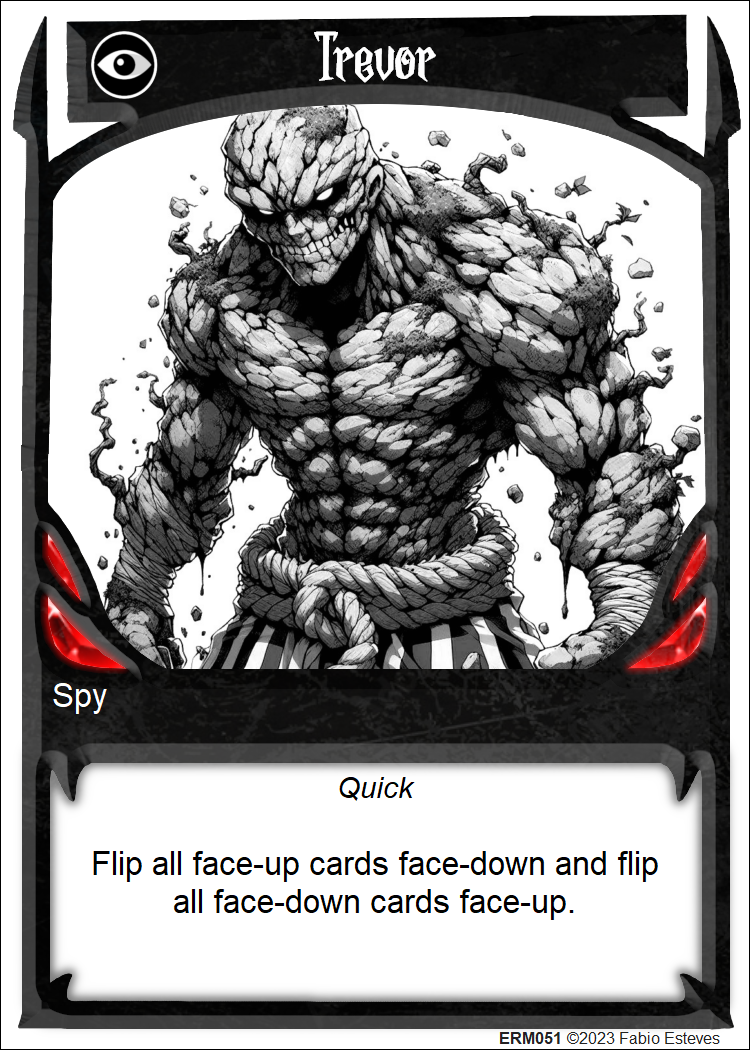 Trevor
Spy
Quick
Flip all face-up cards face-down and flip
all face-down cards face-up.
ERM051 ©2023 Fabio Esteves